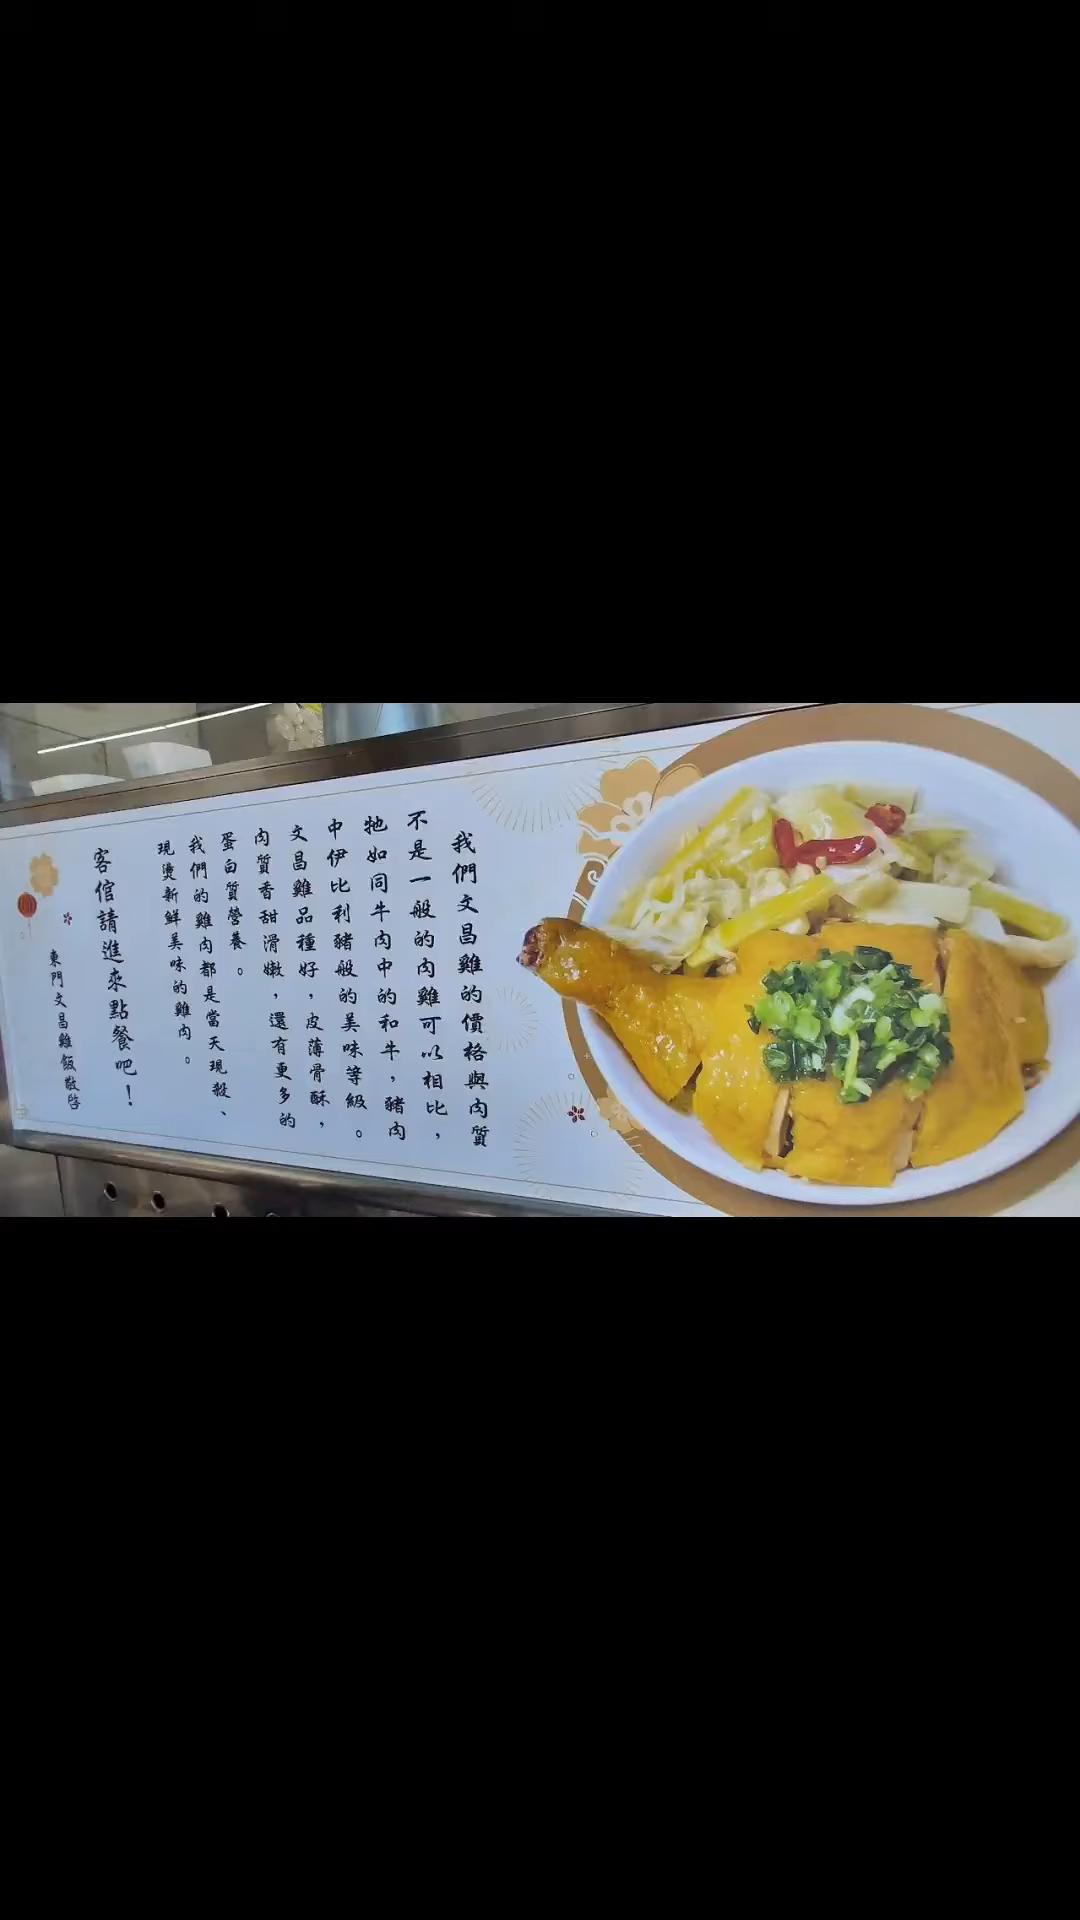 我們文昌雞的價格與肉質
不是一般的肉雞可以相比，
牠如同牛肉中的和牛，豬肉
中伊比利豬般的美味等級。
文昌雞品種好，皮薄骨酥，
肉質香甜滑嫩，還有更多的
蛋白質營養。
我們的雞肉都是當天現殺、
現燙新鮮美味的雞肉。
客倌請進來點餐吧！
東門文昌雞飯敬啓